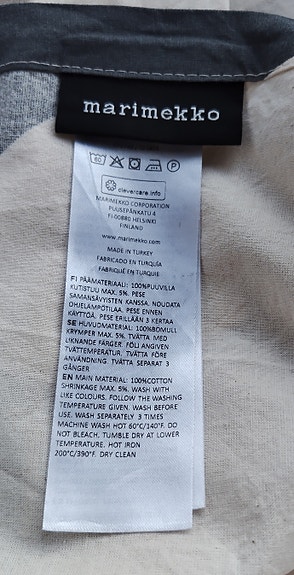 marimekko
60 P
clevercare.info
MARIMEKKO CORPORATION
PUUSEPÄNKATU 4
FI-00880 HELSINKI
FINLAND
www.marimekko.com
MADE IN TURKEY
FABRICADO EN TURQUÍA
FABRIQUÉ EN TURQUIE
FI PÄÄMATERIAALI: 100%PUUVILLA
KUTISTUU MAX. 5%. PESE
SAMANSÄVYISTEN KANSSA. NOUDATA
OHJELÄMPÖTILAA. PESE ENNEN
KÄYTTÖÄ. PESE ERILLÄÄN 3 KERTAA
SE HUVUDMATERIAL: 100%BOMULL
KRYMPER MAX. 5%. TVÄTTA MED
LIKNANDE FÄRGER. FÖLJ ANGIVEN
TVÄTTEMPERATUR. TVÄTTA FÖRE
ANVÄNDNING. TVÄTTA SEPARAT 3
GÅNGER
EN MAIN MATERIAL: 100%COTTON
SHRINKAGE MAX. 5%. WASH WITH
LIKE COLOURS. FOLLOW THE WASHING
TEMPERATURE. WASH BEFORE
USE. WASH SEPARATELY 3 TIMES
MACHINE WASH HOT 60°C/140°F. DO
NOT BLEACH. TUMBLE DRY AT LOWER
TEMPERATURE. HOT IRON
200°C/390°F. DRY CLEAN